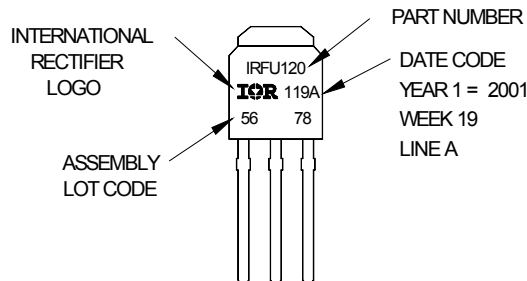 INTERNATIONAL
RECTIFIER
LOGO
PART NUMBER
IRFU120
IOR 119A
56 78
DATE CODE
YEAR 1 = 2001
WEEK 19
LINE A
ASSEMBLY
LOT CODE